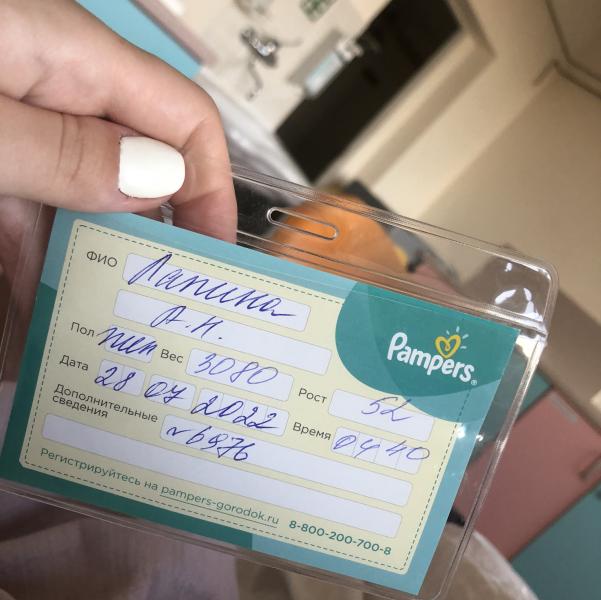 Pampers
ФИО Лапина
А.Н.
Пол жен Вес 3080 Рост 52
Дата 28 07 2022 Время 04 40
Дополнительные сведения №6976
Регистрируйтесь на pampers-gorodok.ru 8-800-200-700-8